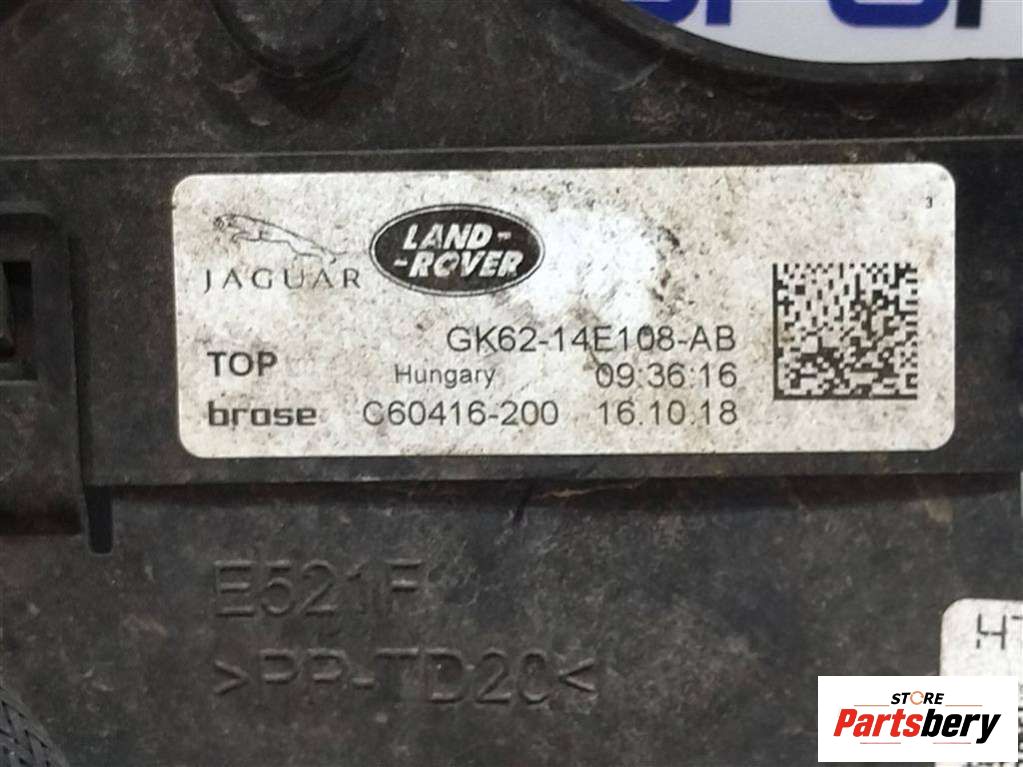 3
LAND-
-ROVER
JAGUAR
GK62-14E108-AB
TOP
Hungary 09:36:16
brose C60416-200 16.10.18
E521F
>PP-TD20<
STORE
Partsbery